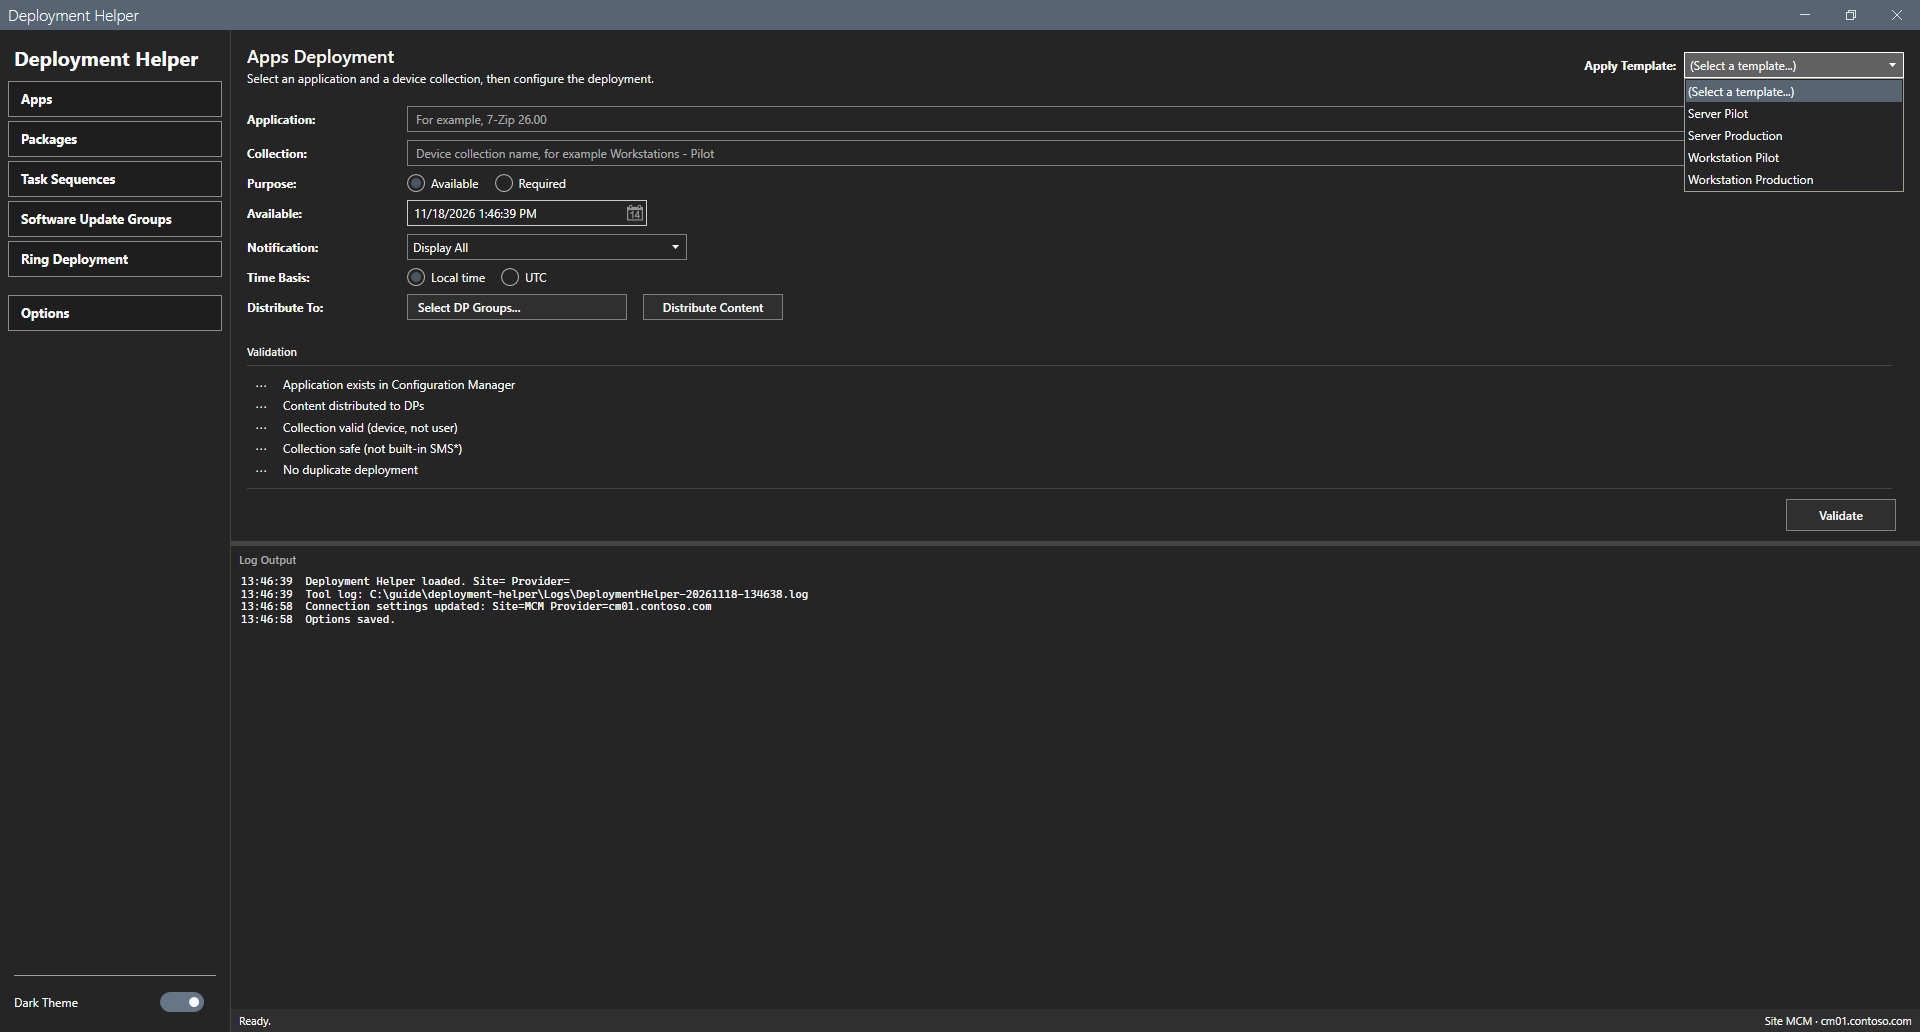 Deployment Helper
Deployment Helper
Apps
Packages
Task Sequences
Software Update Groups
Ring Deployment
Options
Dark Theme
Apps Deployment
Select an application and a device collection, then configure the deployment.
Apply Template: (Select a template...)
(Select a template...)
Server Pilot
Server Production
Workstation Pilot
Workstation Production
Application: For example, 7-Zip 26.00
Collection: Device collection name, for example Workstations - Pilot
Purpose: Available Required
Available: 11/18/2026 1:46:39 PM 14
Notification: Display All
Time Basis: Local time UTC
Distribute To: Select DP Groups... Distribute Content
Validation
... Application exists in Configuration Manager
... Content distributed to DPs
... Collection valid (device, not user)
... Collection safe (not built-in SMS*)
... No duplicate deployment
Validate
Log Output
13:46:39 Deployment Helper loaded. Site= Provider=
13:46:39 Tool log: C:\guide\deployment-helper\Logs\DeploymentHelper-20261118-134638.log
13:46:58 Connection settings updated: Site=MCM Provider=cm01.contoso.com
13:46:58 Options saved.
Ready.
Site MCM · cm01.contoso.com